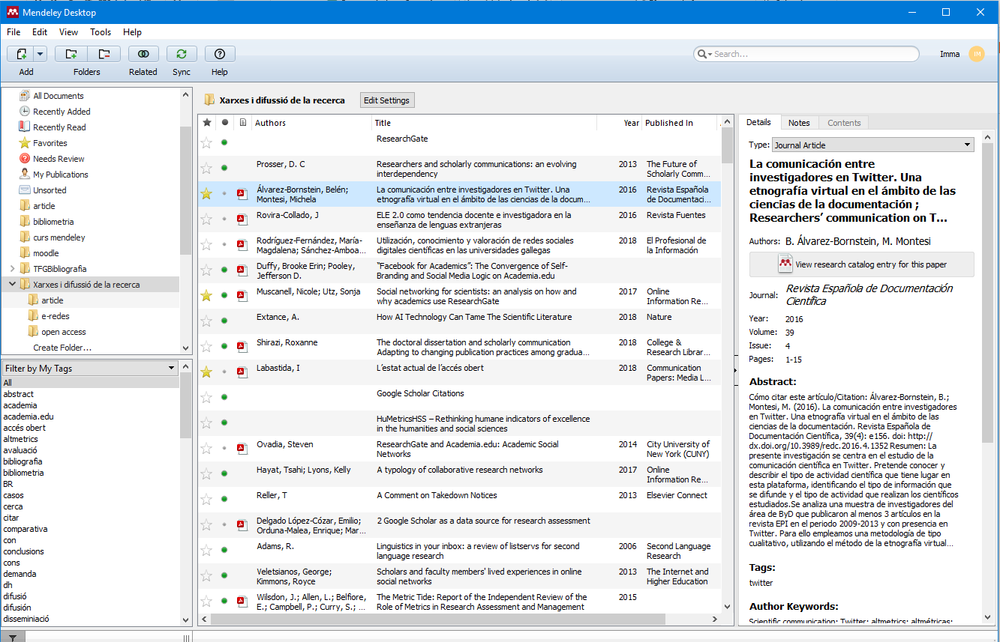 Mendeley Desktop
File Edit View Tools Help
Add Folders Related Sync Help
Search...
Imma
IM
All Documents
Recently Added
Recently Read
Favorites
Needs Review
My Publications
Unsorted
article
bibliometria
curs mendeley
moodle
TFGBibliografia
Xarxes i difussió de la recerca
article
e-redes
open access
Create Folder...
Filter by My Tags
All
abstract
academia
academia.edu
accés obert
altmetrics
avaluació
bibliografia
bibliometria
BR
casos
cerca
citar
comparativa
con
conclusions
cons
demanda
dh
difusió
difusión
disseminiació
Xarxes i difussió de la recerca Edit Settings
Authors Title Year Published In
ResearchGate
Prosser, D. C Researchers and scholarly communications: an evolving 2013 The Future of
interdependency Scholarly Comm...
Álvarez-Bornstein, Belén; La comunicación entre investigadores en Twitter. Una 2016 Revista Española
Montesi, Michela etnografía virtual en el ámbito de las ciencias de la docum... de Documentaci...
Rovira-Collado, J ELE 2.0 como tendencia docente e investigadora en la 2016 Revista Fuentes
enseñanza de lenguas extranjeras
Rodríguez-Fernández, María- Utilización, conocimiento y valoración de redes sociales 2018 El Profesional de
Magdalena; Sánchez-Amboa... digitales científicas en las universidades gallegas la Información
Duffy, Brooke Erin; Pooley, “Facebook for Academics”: The Convergence of Self-
Jefferson D. Branding and Social Media Logic on Academia.edu
Muscanell, Nicole; Utz, Sonja Social networking for scientists: an analysis on how and 2017 Online
why academics use ResearchGate Information Re...
Extance, A. How AI Technology Can Tame The Scientific Literature 2018 Nature
Shirazi, Roxanne The doctoral dissertation and scholarly communication 2018 College &
Adapting to changing publication practices among gradua... Research Librar...
Labastida, I L’estat actual de l’accés obert 2018 Communication
Papers: Media L...
Google Scholar Citations
HuMetricsHSS – Rethinking humane indicators of excellence
in the humanities and social sciences
Ovadia, Steven ResearchGate and Academia.edu: Academic Social 2014 City University of
Networks New York (CUNY)
Hayat, Tsahi; Lyons, Kelly A typology of collaborative research networks 2017 Online
Information Re...
Reller, T A Comment on Takedown Notices 2013 Elsevier Connect
Delgado López-Cózar, Emilio; 2 Google Scholar as a data source for research assessment
Orduna-Malea, Enrique; Mar...
Adams, R. Linguistics in your inbox: a review of listservs for second 2006 Second Language
language research Research
Veletsianos, George; Scholars and faculty members' lived experiences in online 2013 The Internet and
Kimmons, Royce social networks Higher Education
Wilsdon, J.; Allen, L.; Belfiore, The Metric Tide: Report of the Independent Review of the 2015
E.; Campbell, P.; Curry, S.; ... Role of Metrics in Research Assessment and Management
Details Notes Contents
Type: Journal Article
La comunicación entre
investigadores en Twitter. Una
etnografía virtual en el ámbito de las
ciencias de la documentación ;
Researchers’ communication on T...
Authors: B. Álvarez-Bornstein, M. Montesi
View research catalog entry for this paper
Journal: Revista Española de Documentación
Científica
Year: 2016
Volume: 39
Issue: 4
Pages: 1-15
Abstract:
Cómo citar este artículo/Citation: Álvarez-Bornstein, B.;
Montesi, M. (2016). La comunicación entre investigadores
en Twitter. Una etnografía virtual en el ámbito de las
ciencias de la documentación. Revista Española de
Documentación Científica, 39(4): e156. doi: http://
dx.doi.org/10.3989/redc.2016.4.1352 Resumen: La
presente investigación se centra en el estudio de la
comunicación científica en Twitter. Pretende conocer y
describir el tipo de actividad científica que tiene lugar en
esta plataforma, identificando el tipo de información que
se difunde y el tipo de actividad que realizan los científicos
estudiados.Se analiza una muestra de investigadores del
área de ByD que publicaron al menos 3 artículos en la
revista EPI en el periodo 2009-2013 y con presencia en
Twitter. Para ello empleamos una metodología de tipo
cualitativo, utilizando el método de la etnografía virtual...
Tags:
twitter
Author Keywords:
Scientific communication; Twitter; altmetrics; altmétricas;